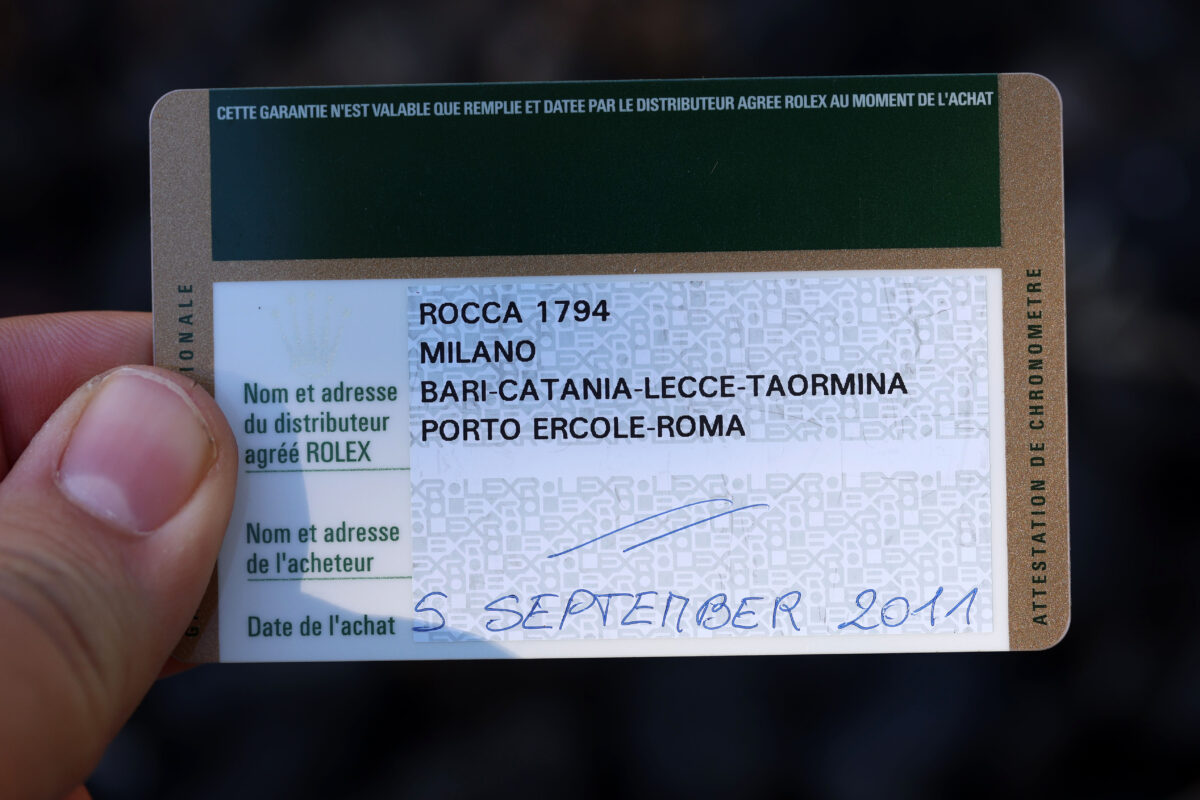 CETTE GARANTIE N'EST VALABLE QUE REMPLIE ET DATEE PAR LE DISTRIBUTEUR AGREE ROLEX AU MOMENT DE L'ACHAT
Nom et adresse
du distributeur
agréé ROLEX
ROCCA 1794
MILANO
BARI-CATANIA-LECCE-TAORMINA
PORTO ERCOLE-ROMA
Nom et adresse
de l'acheteur
Date de l'achat
5 SEPTEMBER 2011
ATTESTATION DE CHRONOMETRE